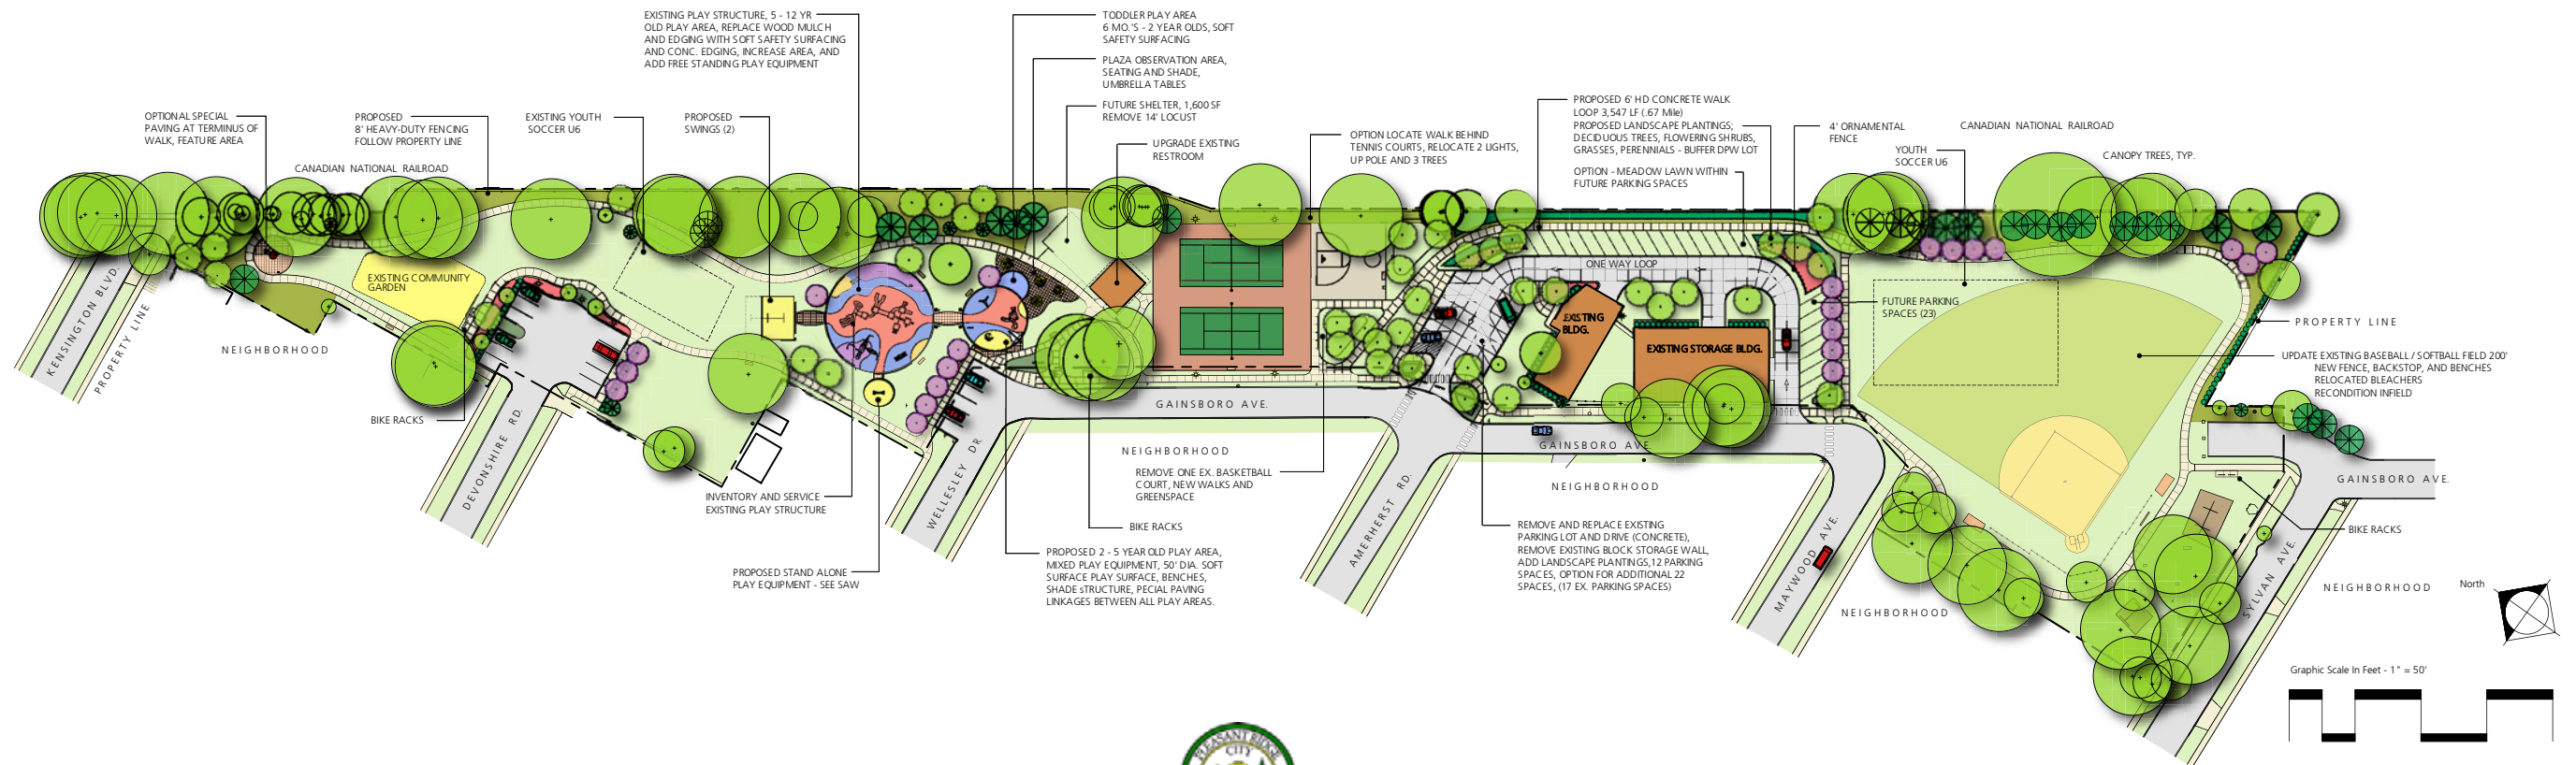 EXISTING PLAY STRUCTURE, 5 - 12 YR
OLD PLAY AREA, REPLACE WOOD MULCH
AND EDGING WITH SOFT SAFETY SURFACING
AND CONC. EDGING, INCREASE AREA, AND
ADD FREE STANDING PLAY EQUIPMENT
TODDLER PLAY AREA
6 MO.'S - 2 YEAR OLDS, SOFT
SAFETY SURFACING
PLAZA OBSERVATION AREA,
SEATING AND SHADE,
UMBRELLA TABLES
FUTURE SHELTER, 1,600 SF
REMOVE 14' LOCUST
OPTIONAL SPECIAL
PAVING AT TERMINUS OF
WALK, FEATURE AREA
PROPOSED
8' HEAVY-DUTY FENCING
FOLLOW PROPERTY LINE
EXISTING YOUTH
SOCCER U6
PROPOSED
SWINGS (2)
UPGRADE EXISTING
RESTROOM
OPTION LOCATE WALK BEHIND
TENNIS COURTS, RELOCATE 2 LIGHTS,
UP POLE AND 3 TREES
PROPOSED 6' HD CONCRETE WALK
LOOP 3,547 LF (.67 Mile)
PROPOSED LANDSCAPE PLANTINGS;
DECIDUOUS TREES, FLOWERING SHRUBS,
GRASSES, PERENNIALS - BUFFER DPW LOT
OPTION - MEADOW LAWN WITHIN
FUTURE PARKING SPACES
4' ORNAMENTAL
FENCE
CANADIAN NATIONAL RAILROAD
YOUTH
SOCCER U6
CANOPY TREES, TYP.
CANADIAN NATIONAL RAILROAD
KENSINGTON BLVD.
PROPERTY LINE
EXISTING COMMUNITY
GARDEN
NEIGHBORHOOD
BIKE RACKS
DEVONSHIRE RD.
INVENTORY AND SERVICE
EXISTING PLAY STRUCTURE
PROPOSED STAND ALONE
PLAY EQUIPMENT - SEE SAW
WELLESLEY DR
GAINSBORO AVE.
NEIGHBORHOOD
REMOVE ONE EX. BASKETBALL
COURT, NEW WALKS AND
GREENSPACE
BIKE RACKS
PROPOSED 2 - 5 YEAR OLD PLAY AREA,
MIXED PLAY EQUIPMENT, 50' DIA. SOFT
SURFACE PLAY SURFACE, BENCHES,
SHADE sTRUCTURE, PECIAL PAVING
LINKAGES BETWEEN ALL PLAY AREAS.
ONE WAY LOOP
EXISTING
BLDG.
EXISTING STORAGE BLDG.
FUTURE PARKING
SPACES (23)
GAINSBORO AVE
NEIGHBORHOOD
AMERHERST RD.
REMOVE AND REPLACE EXISTING
PARKING LOT AND DRIVE (CONCRETE),
REMOVE EXISTING BLOCK STORAGE WALL,
ADD LANDSCAPE PLANTINGS,12 PARKING
SPACES, OPTION FOR ADDITIONAL 22
SPACES, (17 EX. PARKING SPACES)
MAYWOOD AVE.
NEIGHBORHOOD
PROPERTY LINE
UPDATE EXISTING BASEBALL / SOFTBALL FIELD 200'
NEW FENCE, BACKSTOP, AND BENCHES
RELOCATED BLEACHERS
RECONDITION INFIELD
GAINSBORO AVE.
BIKE RACKS
SYLVAN AVE.
NEIGHBORHOOD
North
Graphic Scale In Feet - 1" = 50'
PLEASANT RIDGE
CITY